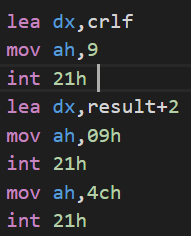 lea dx,crlf
mov ah,9
int 21h
lea dx,result+2
mov ah,09h
int 21h
mov ah,4ch
int 21h